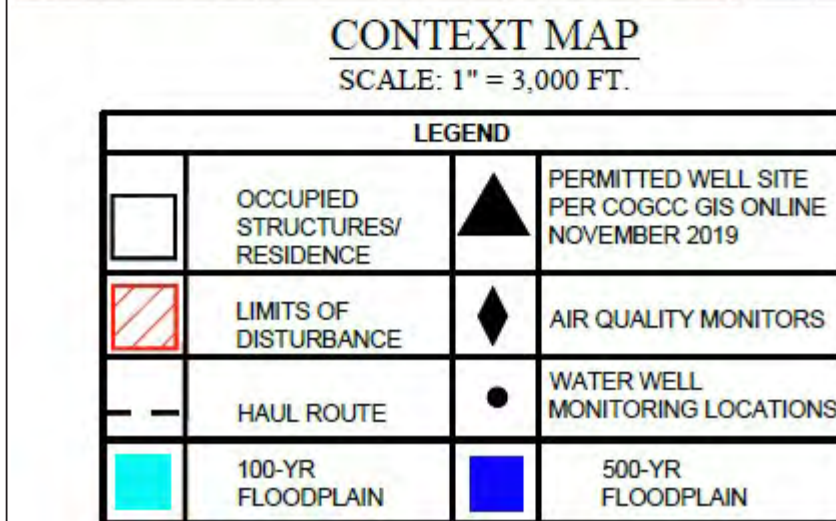 CONTEXT MAP
SCALE: 1" = 3,000 FT.
LEGEND
OCCUPIED
STRUCTURES/
RESIDENCE
PERMITTED WELL SITE
PER COGCC GIS ONLINE
NOVEMBER 2019
LIMITS OF
DISTURBANCE
AIR QUALITY MONITORS
HAUL ROUTE
WATER WELL
MONITORING LOCATIONS
100-YR
FLOODPLAIN
500-YR
FLOODPLAIN